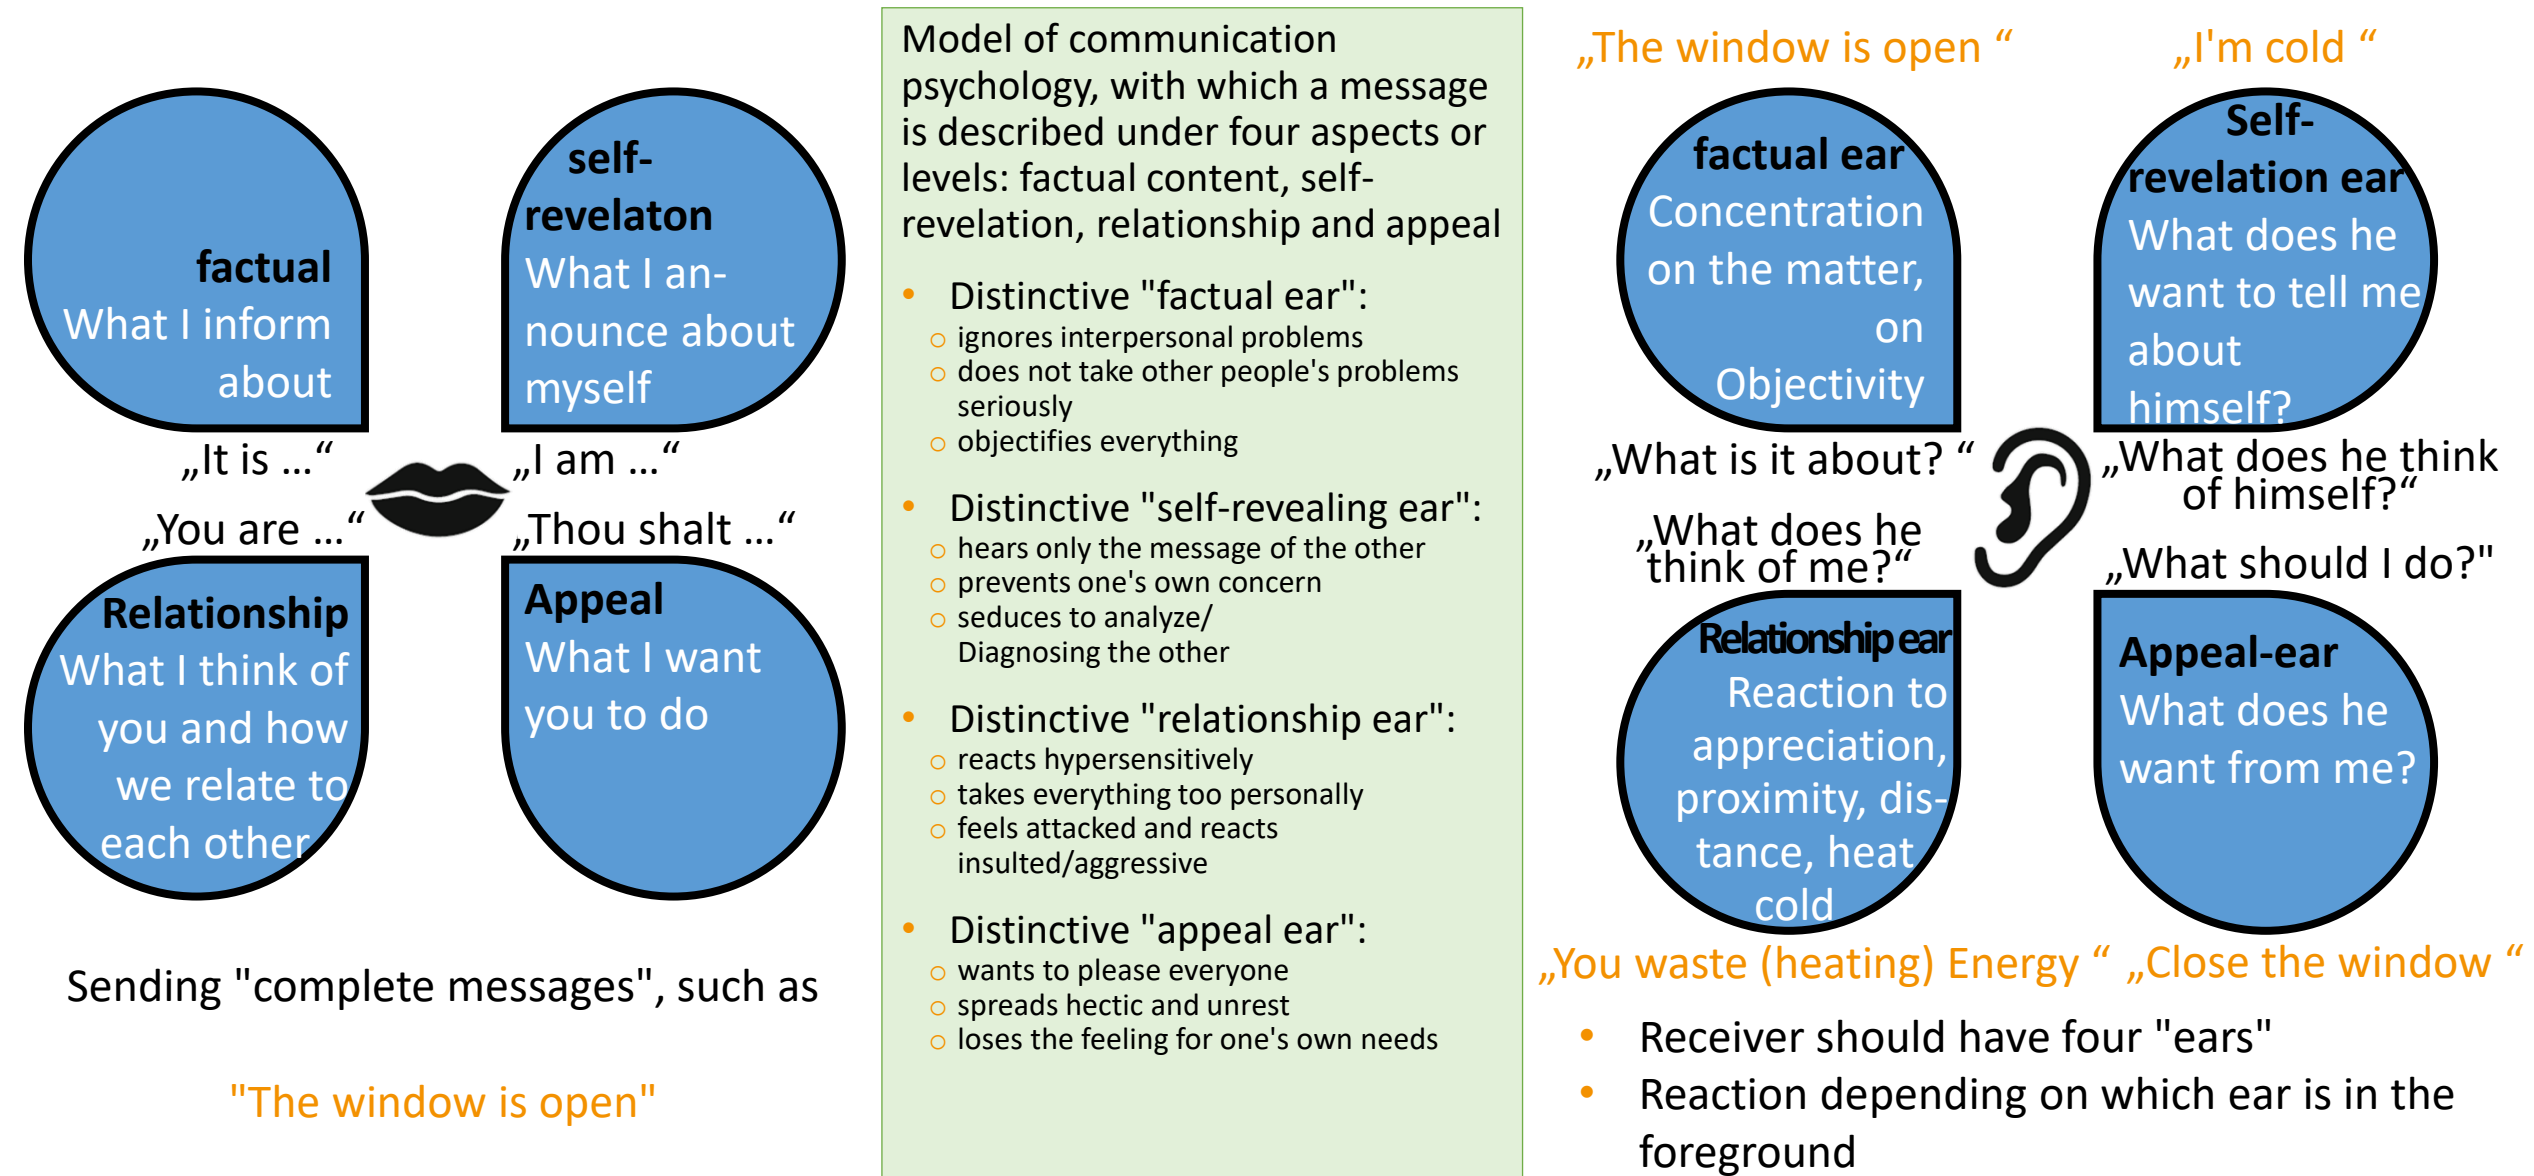 factual
What I inform
about
self-
revelaton
What I an-
nounce about
myself
„It is ...“
„I am ...“
„You are ...“
„Thou shalt ...“
Relationship
What I think of
you and how
we relate to
each other
Appeal
What I want
you to do
Sending "complete messages", such as
"The window is open"
Model of communication
psychology, with which a message
is described under four aspects or
levels: factual content, self-
revelation, relationship and appeal
• Distinctive "factual ear":
o ignores interpersonal problems
o does not take other people's problems
seriously
o objectifies everything
• Distinctive "self-revealing ear":
o hears only the message of the other
o prevents one's own concern
o seduces to analyze/
Diagnosing the other
• Distinctive "relationship ear":
o reacts hypersensitively
o takes everything too personally
o feels attacked and reacts
insulted/aggressive
• Distinctive "appeal ear":
o wants to please everyone
o spreads hectic and unrest
o loses the feeling for one's own needs
„The window is open “
„I'm cold “
factual ear
Concentration
on the matter,
on
Objectivity
Self-
revelation ear
What does he
want to tell me
about
himself?
„What is it about? “
„What does he think
of himself?“
„What does he
think of me?“
„What should I do?"
Relationship ear
Reaction to
appreciation,
proximity, dis-
tance, heat
cold
Appeal-ear
What does he
want from me?
„You waste (heating) Energy “
„Close the window “
• Receiver should have four "ears"
• Reaction depending on which ear is in the
foreground